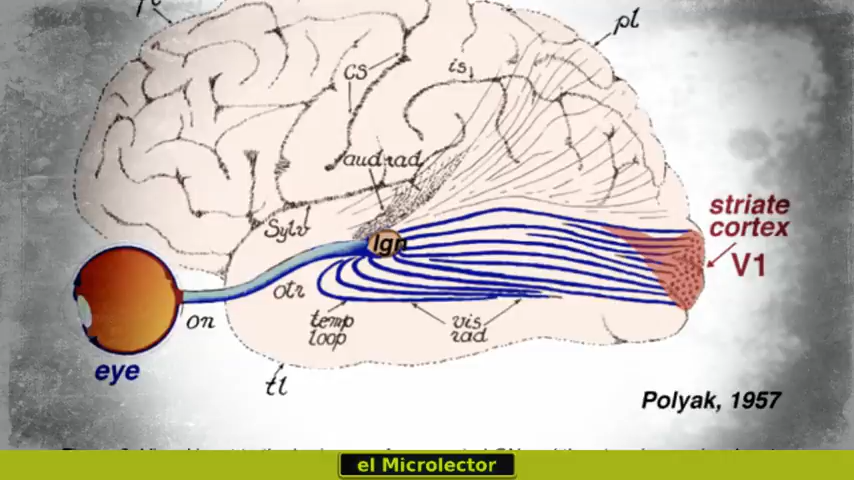 pl
CS
is
aud rad
striate
cortex
Sylv
lgn
V1
otr
on
temp
loop
vis
rad
eye
tl
Polyak, 1957
el Microlector